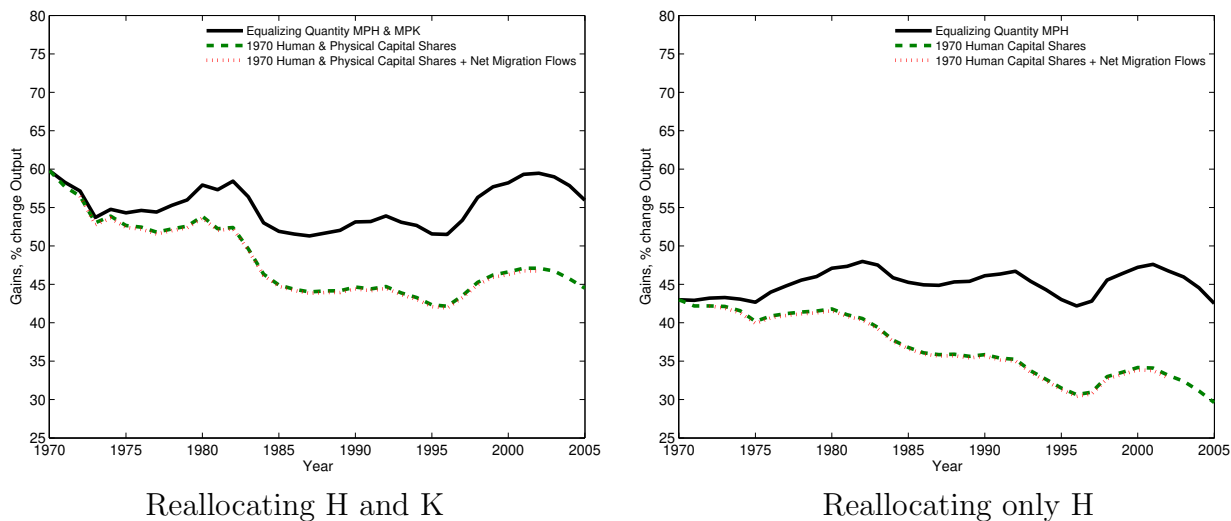 80
75
70
65
60
55
50
45
40
35
30
25
Gains, % change Output
Equalizing Quantity MPH & MPK
1970 Human & Physical Capital Shares
1970 Human & Physical Capital Shares + Net Migration Flows
1970 1975 1980 1985 1990 1995 2000 2005
Year
Reallocating H and K
80
75
70
65
60
55
50
45
40
35
30
25
Gains, % change Output
Equalizing Quantity MPH
1970 Human Capital Shares
1970 Human Capital Shares + Net Migration Flows
1970 1975 1980 1985 1990 1995 2000 2005
Year
Reallocating only H